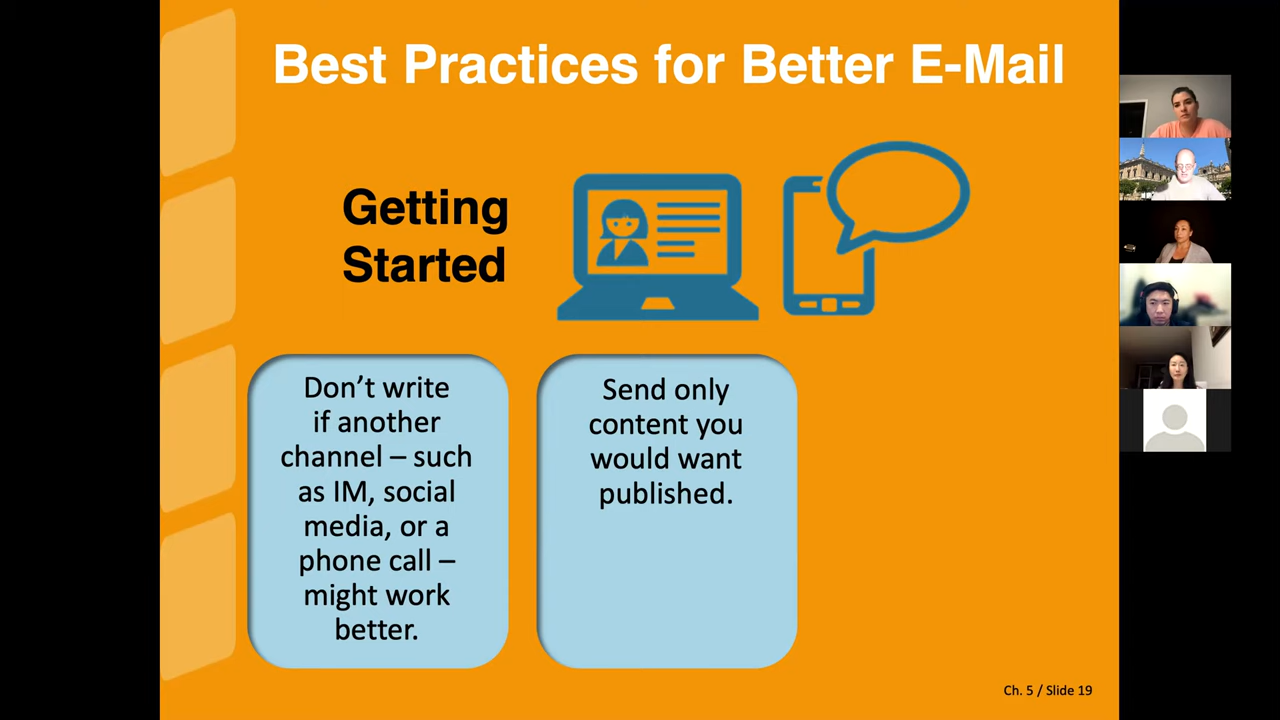 Best Practices for Better E-Mail
Getting
Started
Don’t write
if another
channel – such
as IM, social
media, or a
phone call –
might work
better.
Send only
content you
would want
published.
Ch. 5 / Slide 19